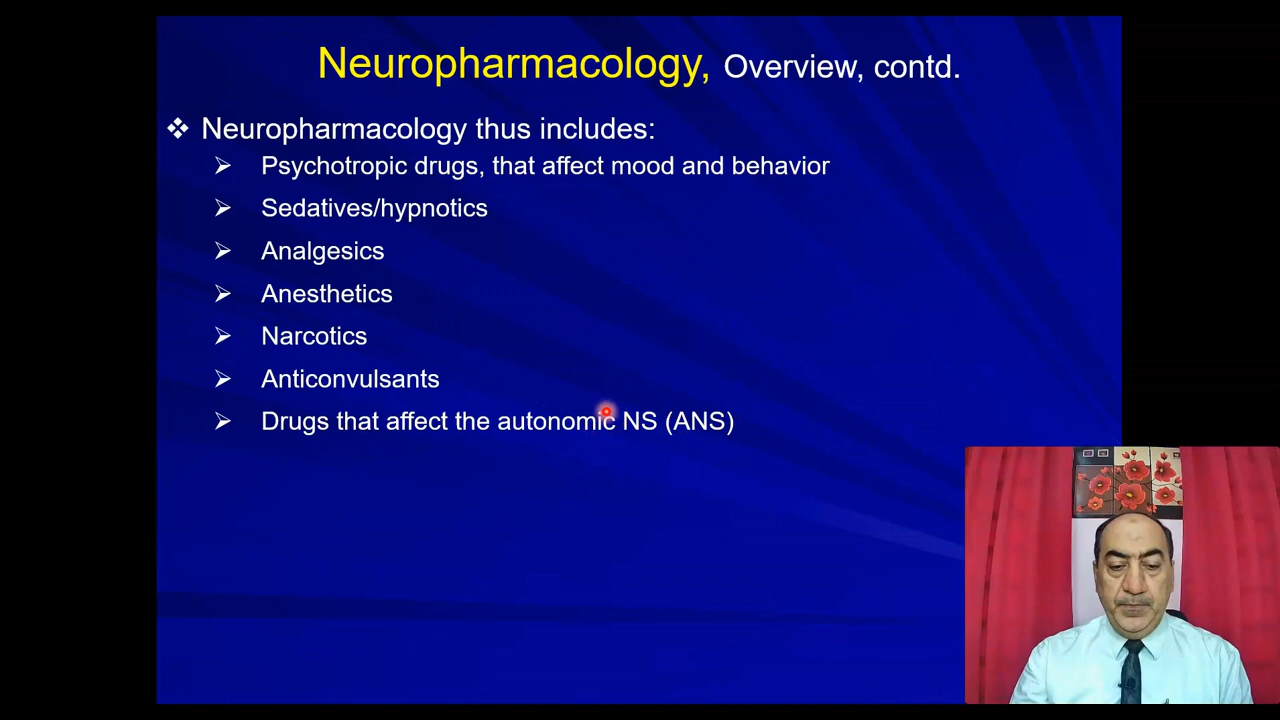 Neuropharmacology, Overview, contd.
❖ Neuropharmacology thus includes:
➢ Psychotropic drugs, that affect mood and behavior
➢ Sedatives/hypnotics
➢ Analgesics
➢ Anesthetics
➢ Narcotics
➢ Anticonvulsants
➢ Drugs that affect the autonomic NS (ANS)